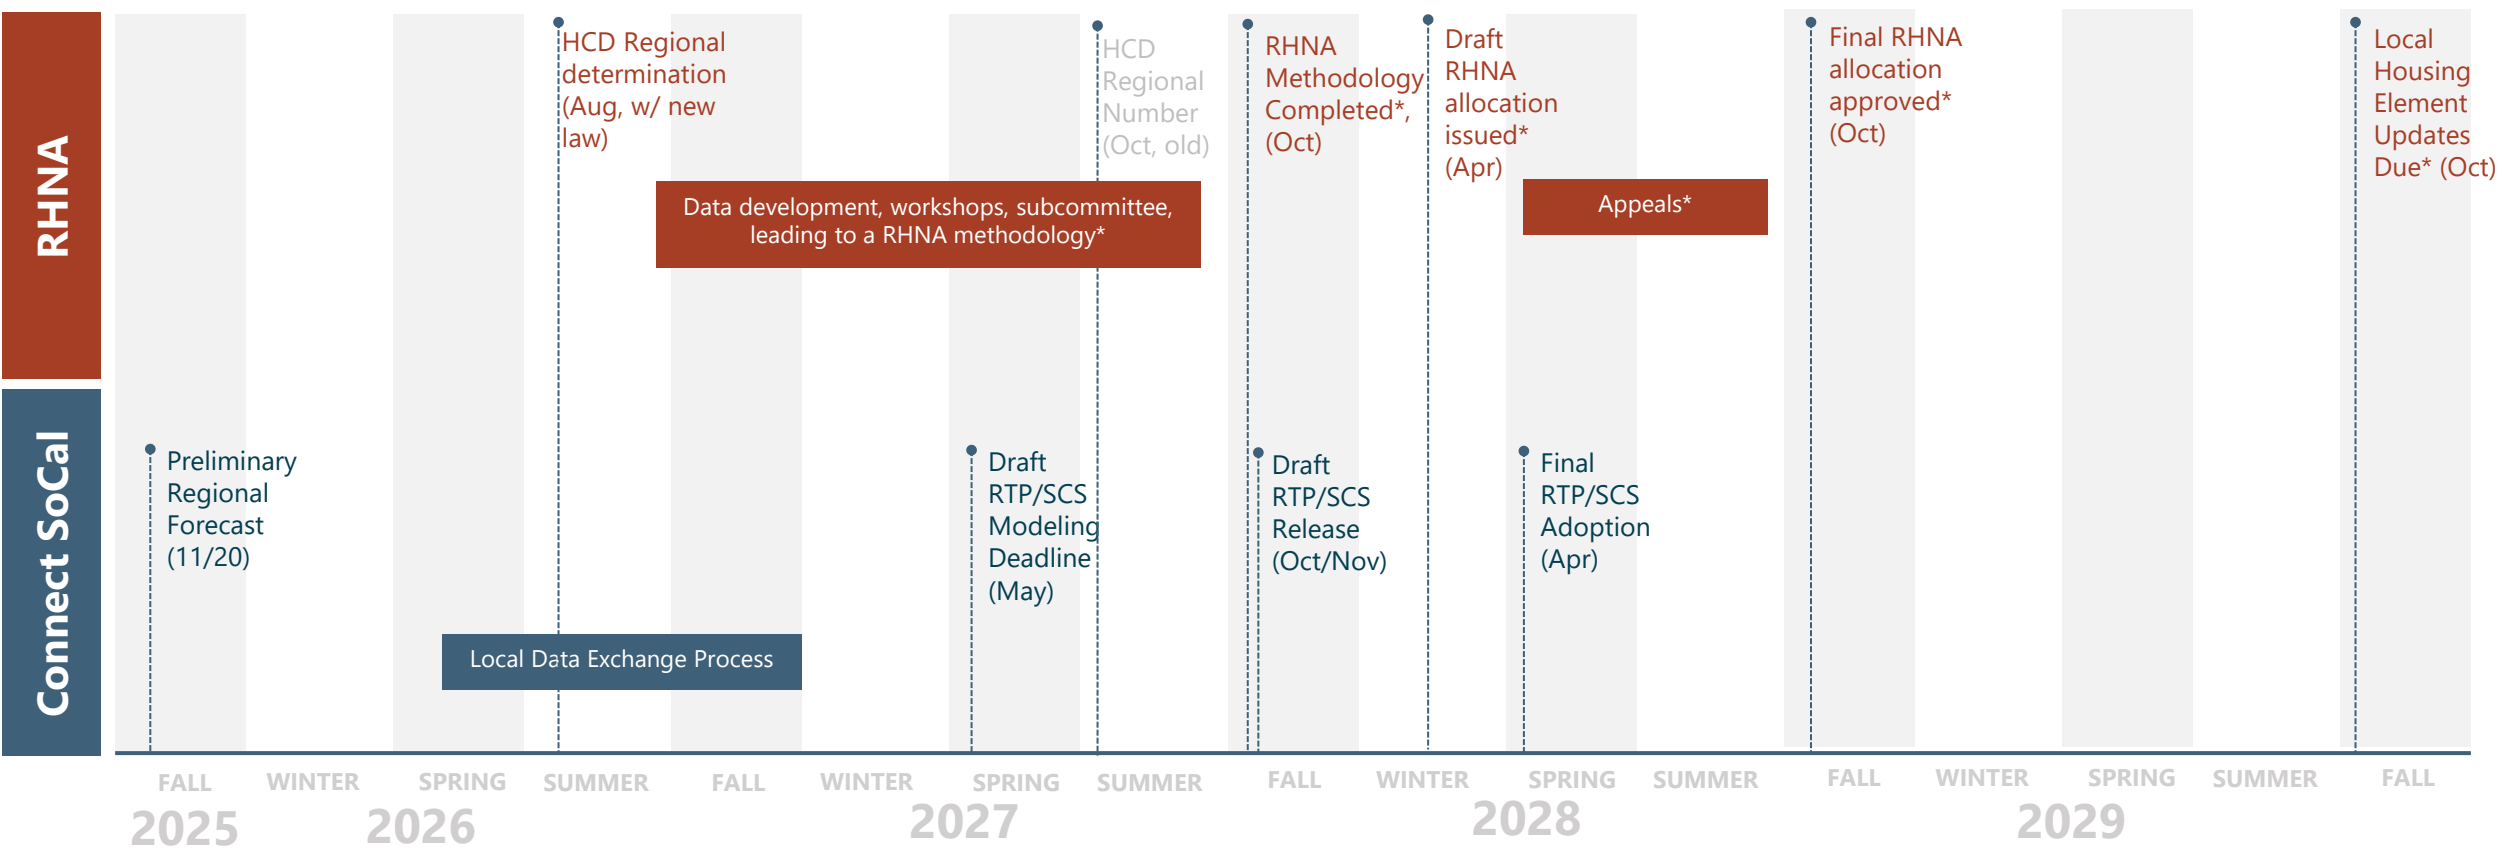 RHNA
HCD Regional
determination
(Aug, w/ new
law)
HCD
Regional
Number
(Oct, old)
RHNA
Methodology
Completed*,
(Oct)
Draft
RHNA
allocation
issued*
(Apr)
Final RHNA
allocation
approved*
(Oct)
Local
Housing
Element
Updates
Due* (Oct)
Data development, workshops, subcommittee,
leading to a RHNA methodology*
Appeals*
Connect SoCal
Preliminary
Regional
Forecast
(11/20)
Draft
RTP/SCS
Modeling
Deadline
(May)
Draft
RTP/SCS
Release
(Oct/Nov)
Final
RTP/SCS
Adoption
(Apr)
Local Data Exchange Process
FALL WINTER SPRING SUMMER FALL WINTER SPRING SUMMER FALL WINTER SPRING SUMMER FALL WINTER SPRING SUMMER FALL
2025 2026 2027 2028 2029